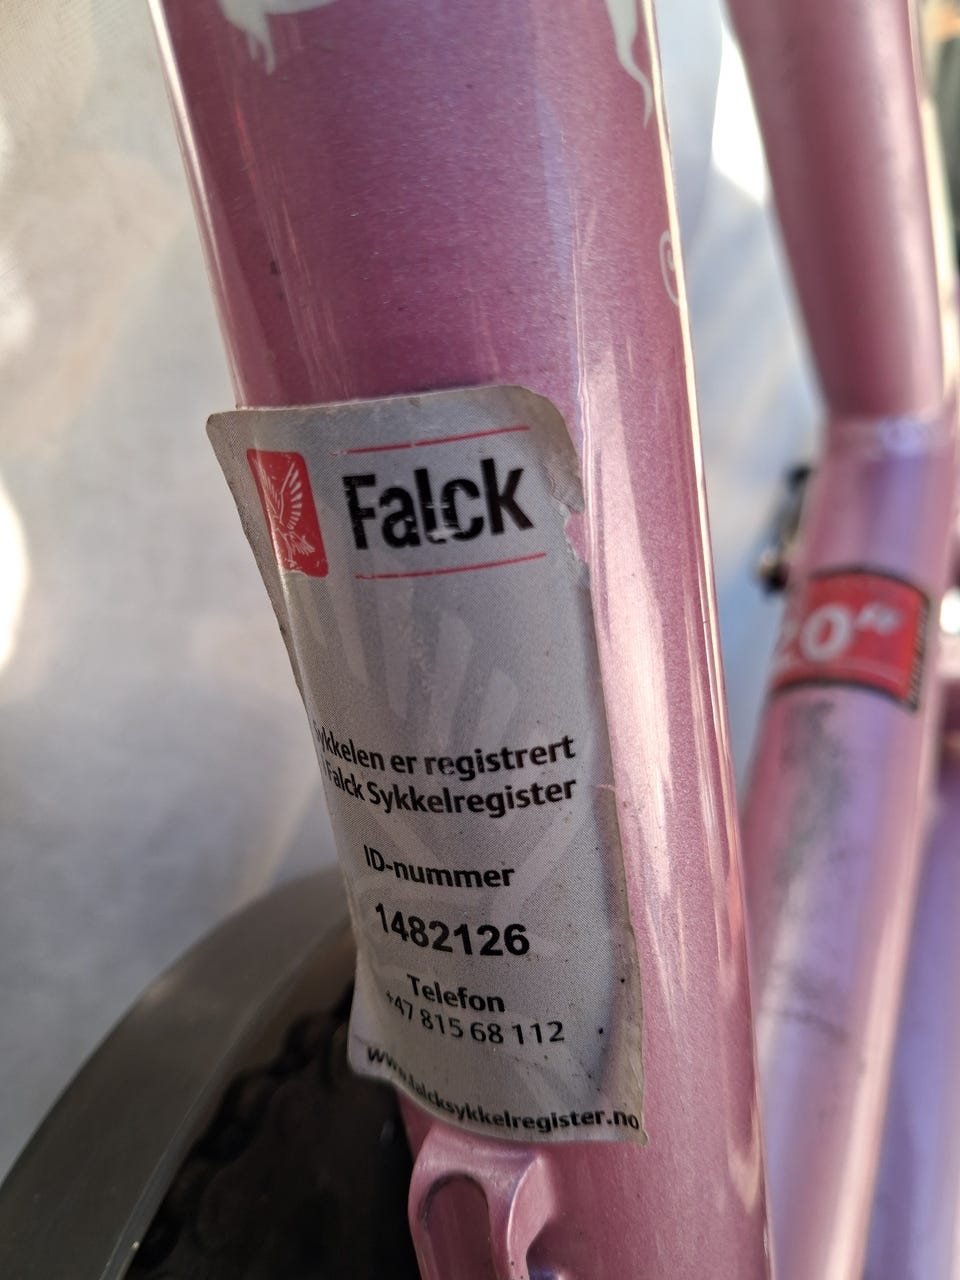 Falck
Sykkelen er registrert
i Falck Sykkelregister
ID-nummer
1482126
Telefon
+47 815 68 112
www.falcksykkelregister.no
20"